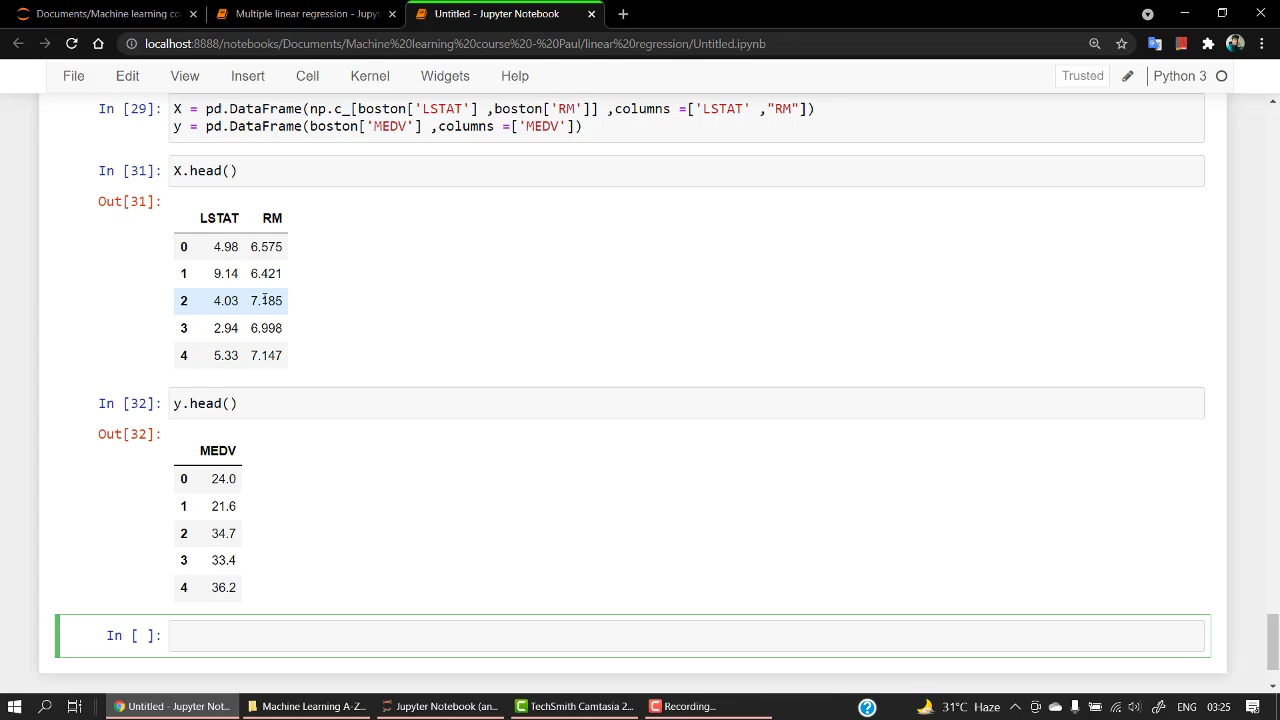 Documents/Machine learning co
Multiple linear regression - Jupyt
Untitled - Jupyter Notebook
localhost:8888/notebooks/Documents/Machine%20learning%20course%20-%20Paul/linear%20regression/Untitled.ipynb
File Edit View Insert Cell Kernel Widgets Help Trusted Python 3
In [29]: X = pd.DataFrame(np.c_[boston['LSTAT'] ,boston['RM']] ,columns =['LSTAT' ,"RM"])
y = pd.DataFrame(boston['MEDV'] ,columns =['MEDV'])
In [31]: X.head()
Out[31]:
LSTAT RM
0 4.98 6.575
1 9.14 6.421
2 4.03 7.185
3 2.94 6.998
4 5.33 7.147
In [32]: y.head()
Out[32]:
MEDV
0 24.0
1 21.6
2 34.7
3 33.4
4 36.2
In [ ]:
Untitled - Jupyter Not...
Machine Learning A-Z...
Jupyter Notebook (an...
TechSmith Camtasia 2...
Recording...
31°C Haze
ENG
03:25